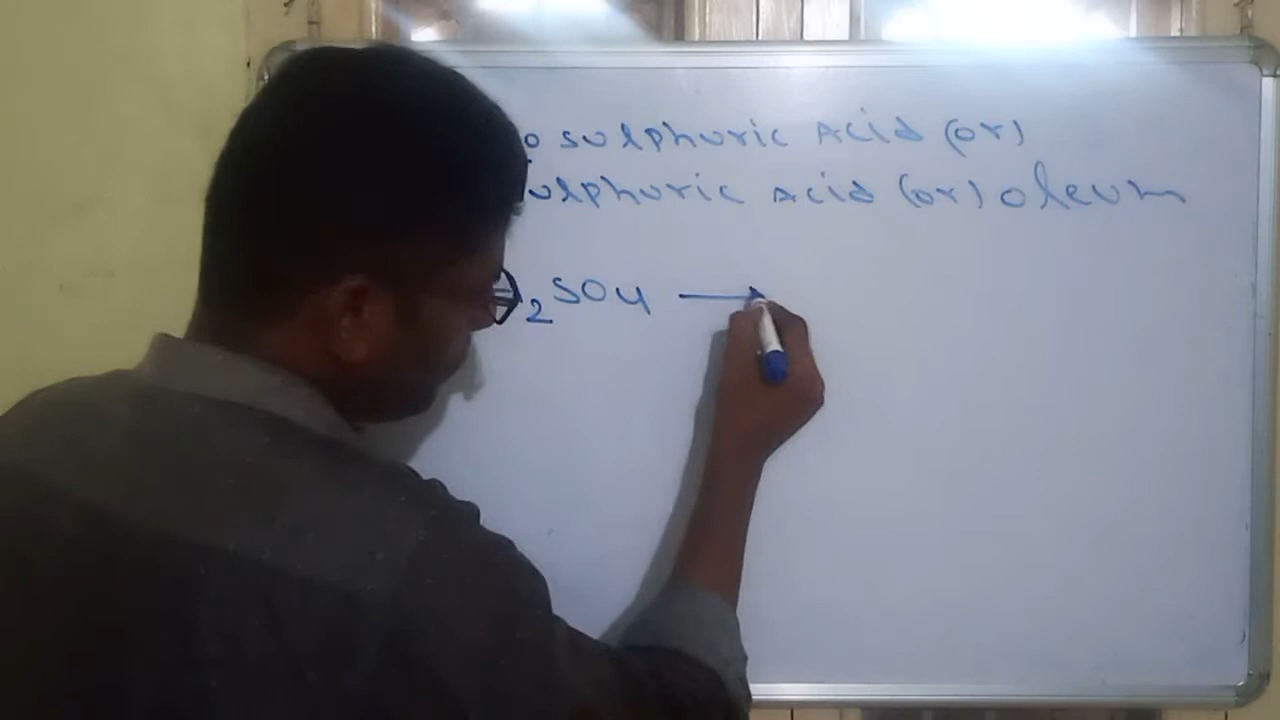 o sulphuric Acid (or)
ulphuric Acid (or) oleum
2SO4 →